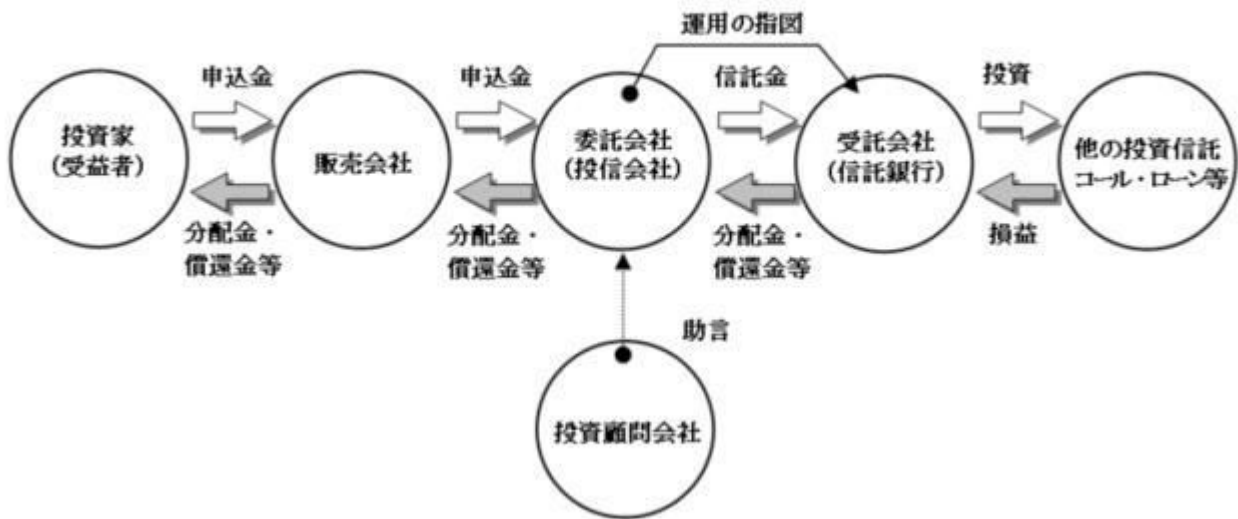 運用の指図
申込金
申込金
信託金
投資
投資家
(受益者)
販売会社
委託会社
(投信会社)
受託会社
(信託銀行)
他の投資信託
コール・ローン等
分配金・
償還金等
分配金・
償還金等
分配金・
償還金等
損益
助言
投資顧問会社